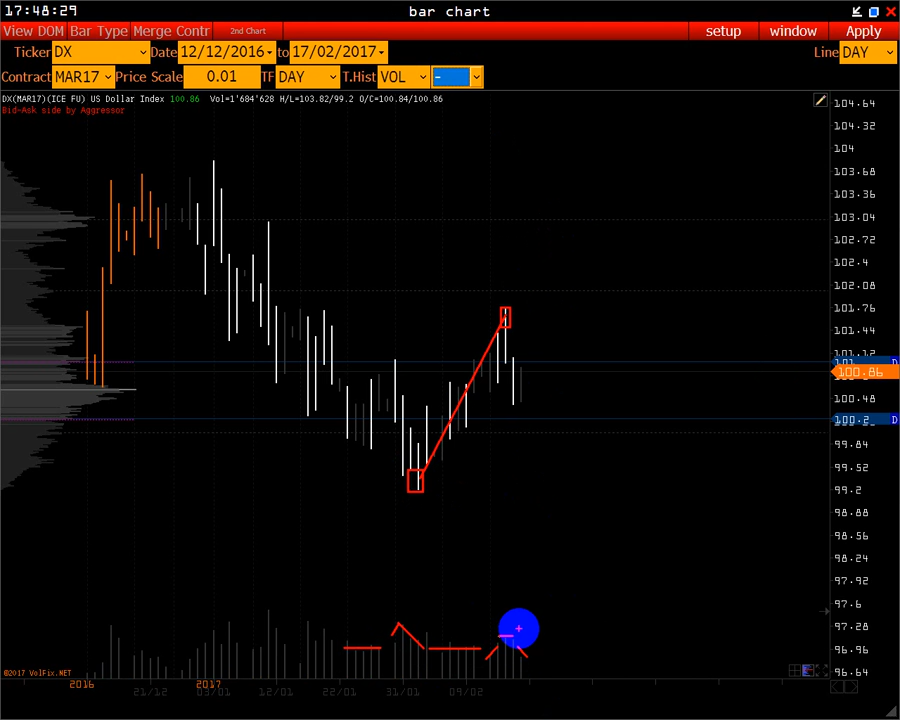 17:48:29
bar chart
View DOM Bar Type Merge Contr 2nd Chart setup window Apply
Ticker DX Date 12/12/2016 to 17/02/2017 Line DAY
Contract MAR17 Price Scale 0.01 TF DAY T.Hist VOL -
DX(MAR17)(ICE FU) US Dollar Index 100.86 Vol=1'684'628 H/L=103.82/99.2 O/C=100.84/100.86
Bid-Ask side by Aggressor
104.64
104.32
104
103.68
103.36
103.04
102.72
102.4
102.08
101.76
101.44
101.12
D
100.86
100.48
100.2 D
99.84
99.52
99.2
98.88
98.56
98.24
97.92
97.6
97.28
96.96
96.64
©2017 VolFix.NET
2016 2017
21/12 03/01 12/01 22/01 31/01 09/02